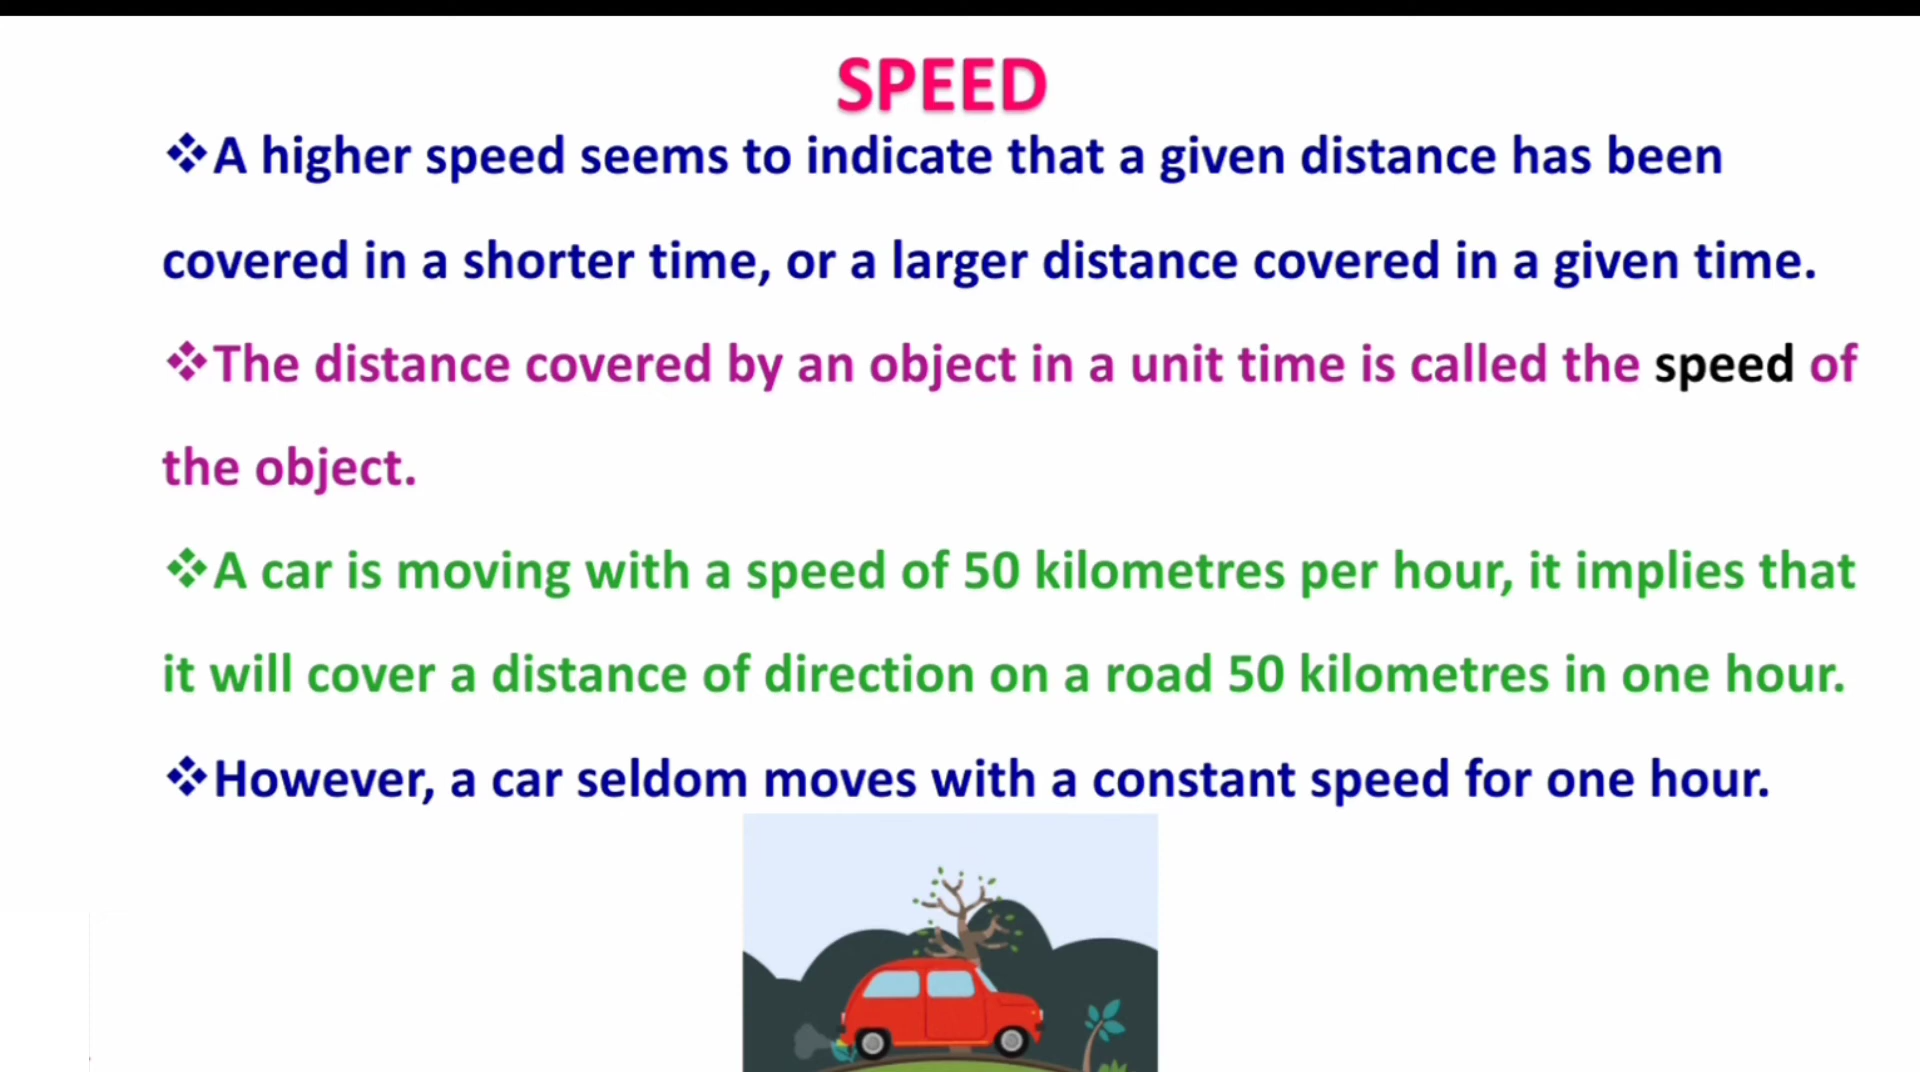 SPEED
❖A higher speed seems to indicate that a given distance has been
covered in a shorter time, or a larger distance covered in a given time.
❖The distance covered by an object in a unit time is called the speed of
the object.
❖A car is moving with a speed of 50 kilometres per hour, it implies that
it will cover a distance of direction on a road 50 kilometres in one hour.
❖However, a car seldom moves with a constant speed for one hour.